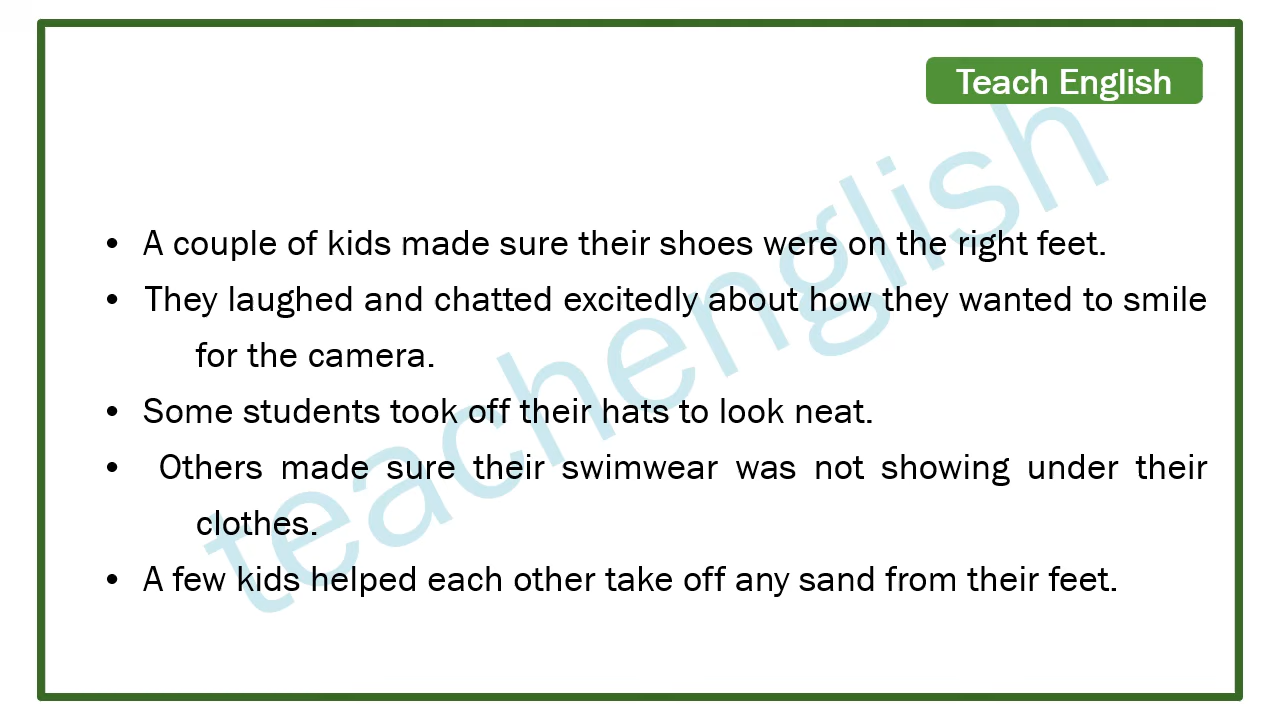 Teach English
• A couple of kids made sure their shoes were on the right feet.
• They laughed and chatted excitedly about how they wanted to smile
for the camera.
• Some students took off their hats to look neat.
• Others made sure their swimwear was not showing under their
clothes.
• A few kids helped each other take off any sand from their feet.
teachenglish